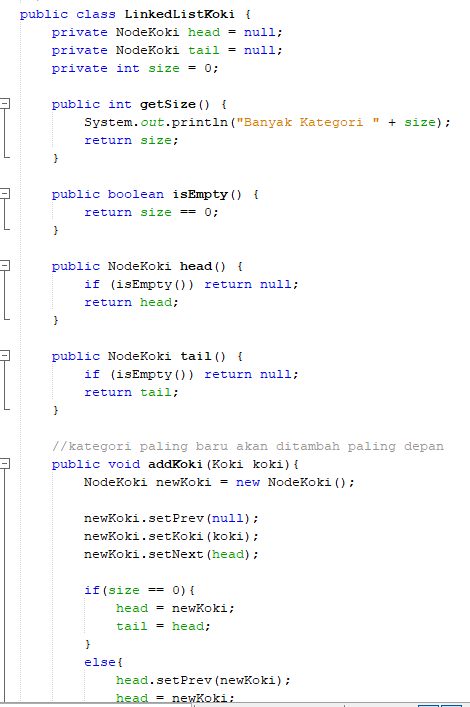 public class LinkedListKoki {
    private NodeKoki head = null;
    private NodeKoki tail = null;
    private int size = 0;

    public int getSize() {
        System.out.println("Banyak Kategori " + size);
        return size;
    }

    public boolean isEmpty() {
        return size == 0;
    }

    public NodeKoki head() {
        if (isEmpty()) return null;
        return head;
    }

    public NodeKoki tail() {
        if (isEmpty()) return null;
        return tail;
    }

    //kategori paling baru akan ditambah paling depan
    public void addKoki(Koki koki){
        NodeKoki newKoki = new NodeKoki();

        newKoki.setPrev(null);
        newKoki.setKoki(koki);
        newKoki.setNext(head);

        if(size == 0){
            head = newKoki;
            tail = head;
        }
        else{
            head.setPrev(newKoki);
            head = newKoki;